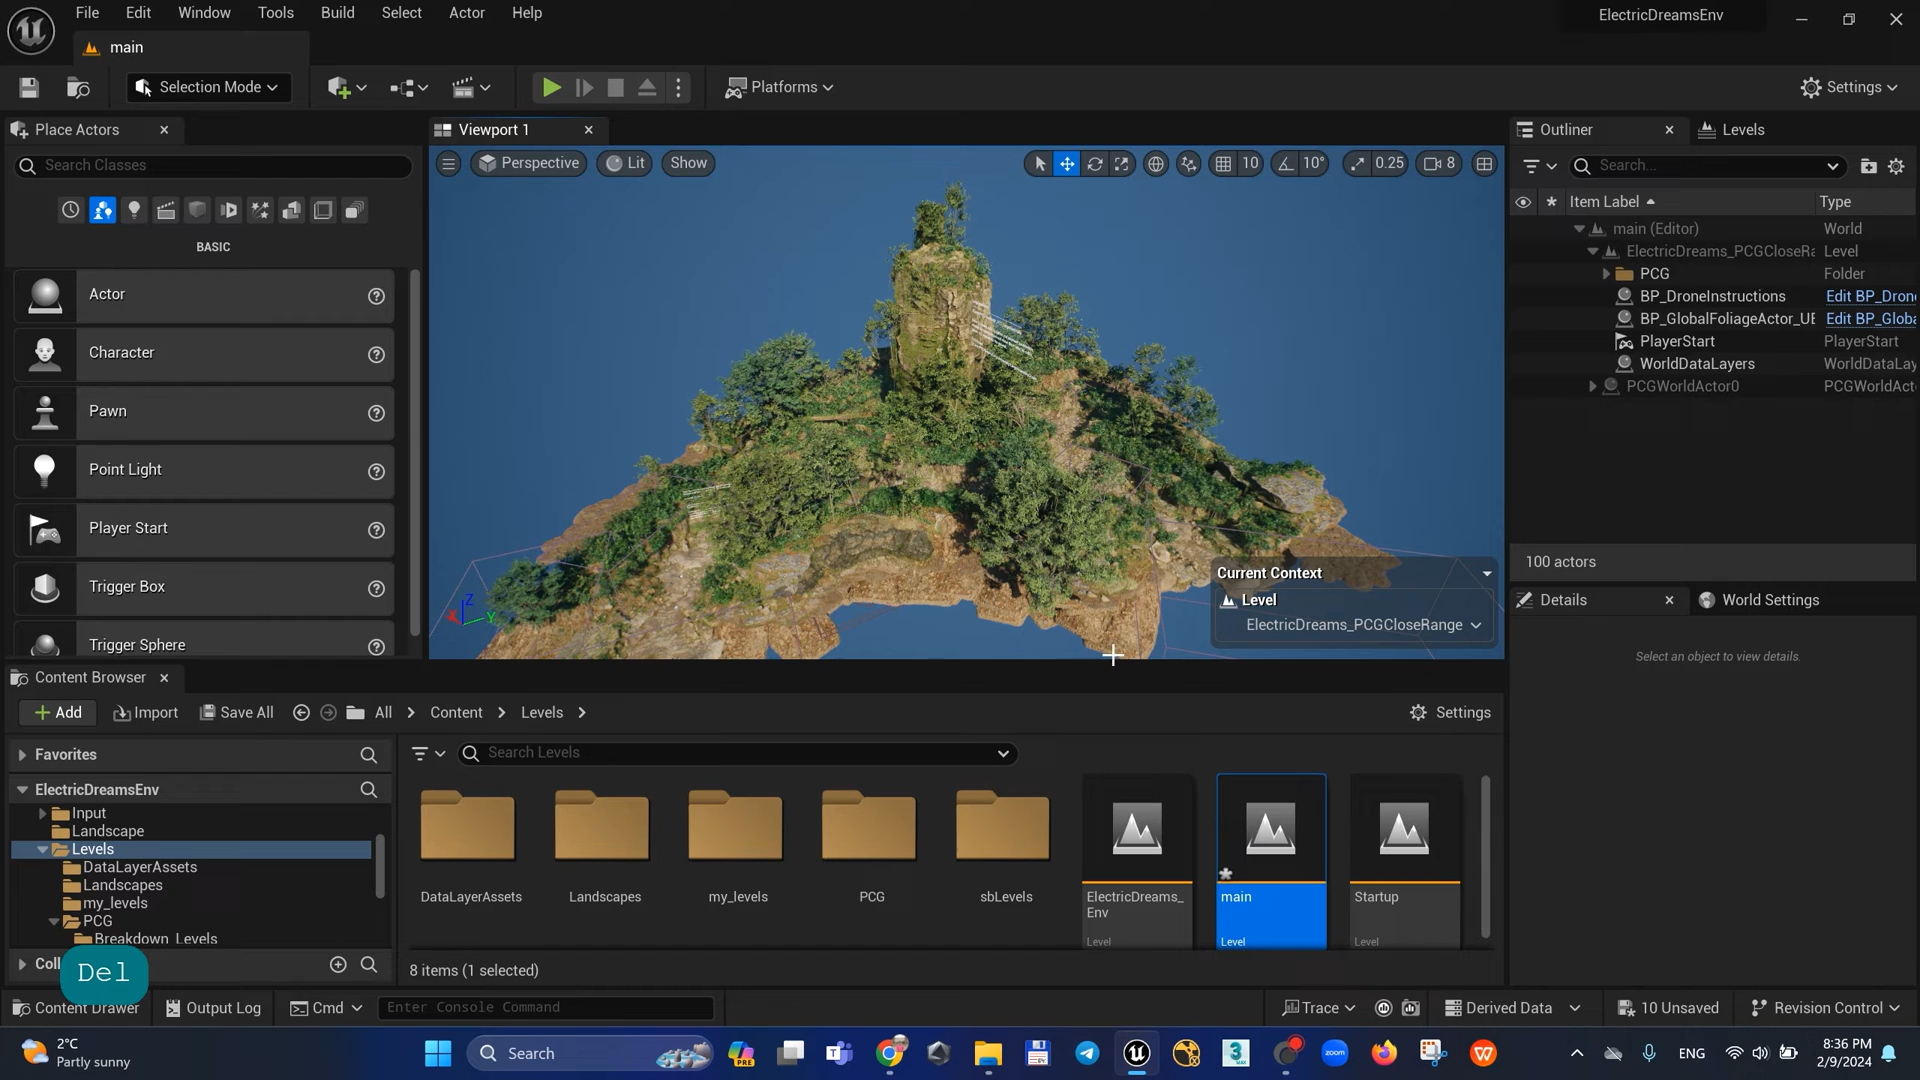 File Edit Window Tools Build Select Actor Help
ElectricDreamsEnv
main
Selection Mode
Platforms
Settings
Place Actors
Search Classes
BASIC
Actor
Character
Pawn
Point Light
Player Start
Trigger Box
Trigger Sphere
Viewport 1
Perspective Lit Show
10 10° 0.25 8
Z
X Y
Current Context
Level
ElectricDreams_PCGCloseRange
Outliner Levels
Search...
Item Label Type
main (Editor) World
ElectricDreams_PCGCloseRa Level
PCG Folder
BP_DroneInstructions Edit BP_Dron
BP_GlobalFoliageActor_UE Edit BP_Globa
PlayerStart PlayerStart
WorldDataLayers WorldDataLay
PCGWorldActor0 PCGWorldAct
100 actors
Details World Settings
Select an object to view details.
Content Browser
Add Import Save All All Content Levels Settings
Favorites
Search Levels
ElectricDreamsEnv
Input
Landscape
Levels
DataLayerAssets
Landscapes
my_levels
PCG
Breakdown_Levels
Coll
Del
DataLayerAssets
Landscapes
my_levels
PCG
sbLevels
ElectricDreams_
Env
Level
main
Level
Startup
Level
8 items (1 selected)
Content Drawer Output Log Cmd Enter Console Command Trace Derived Data 10 Unsaved Revision Control
2°C
Partly sunny
Search
PRE
3
zoom
W
ENG
8:36 PM
2/9/2024